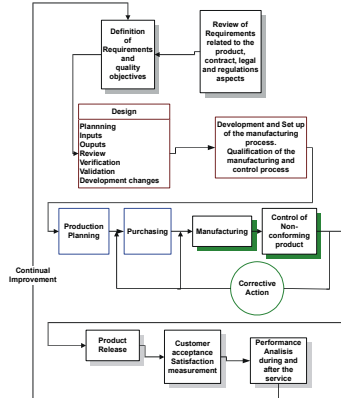 Definition
of
Requirements
and
quality
objectives
Review of
Requirements
related to the
product,
contract, legal
and regulations
aspects
Design
Plannning
Inputs
Ouputs
Review
Verification
Validation
Development changes
Development and Set up
of the manufacturing
process.
Qualification of the
manufacturing and
control process
Production
Planning
Purchasing
Manufacturing
Control of
Non-
conforming
product
Continual
Improvement
Corrective
Action
Product
Release
Customer
acceptance
Satisfaction
measurement
Performance
Analisis
during and
after the
service